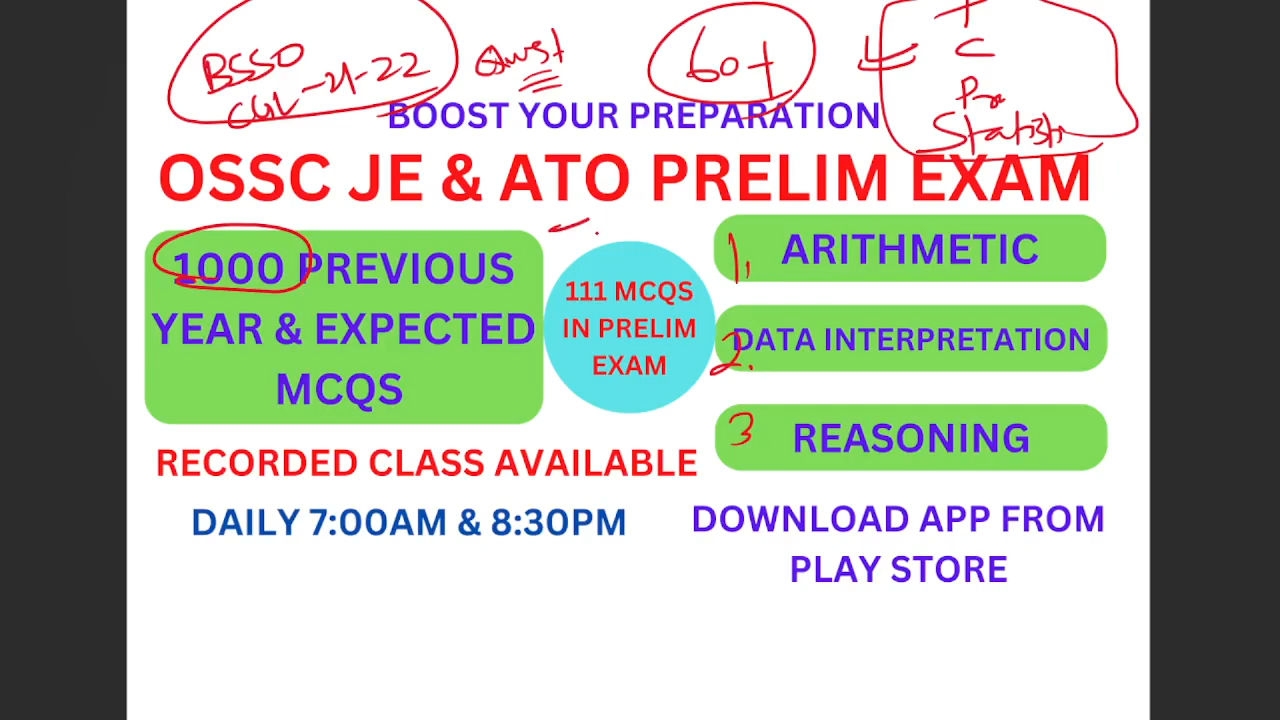 BSSO
CGL-21-22
60+
C
Statisti
BOOST YOUR PREPARATION
OSSC JE & ATO PRELIM EXAM
1000 PREVIOUS
YEAR & EXPECTED
MCQS
111 MCQS
IN PRELIM
EXAM
1. ARITHMETIC
2. DATA INTERPRETATION
3 REASONING
RECORDED CLASS AVAILABLE
DAILY 7:00AM & 8:30PM
DOWNLOAD APP FROM
PLAY STORE